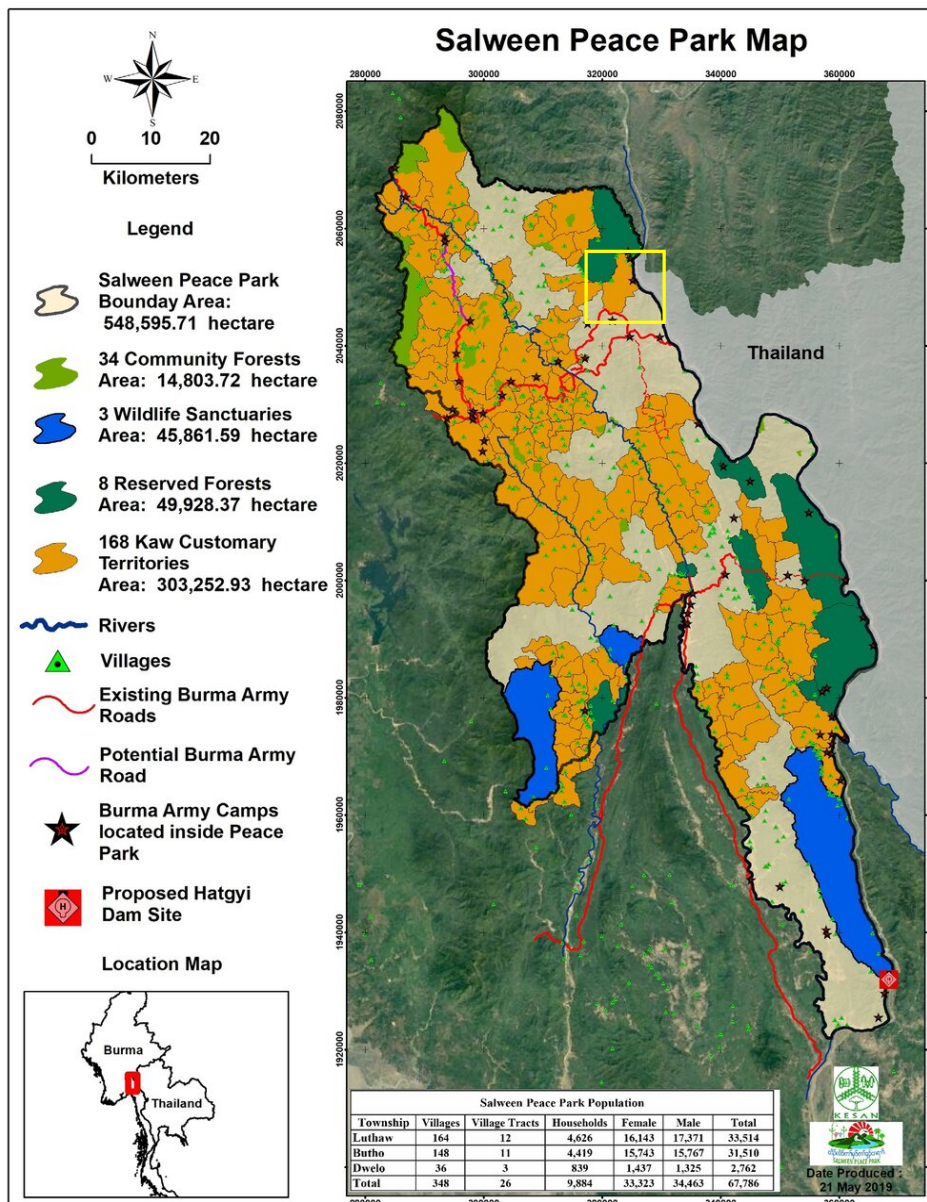 Salween Peace Park Map
N
W
E
S
0 10 20
Kilometers
Legend
Salween Peace Park
Bounday Area:
548,595.71 hectare
34 Community Forests
Area: 14,803.72 hectare
3 Wildlife Sanctuaries
Area: 45,861.59 hectare
8 Reserved Forests
Area: 49,928.37 hectare
168 Kaw Customary
Territories
Area: 303,252.93 hectare
Rivers
Villages
Existing Burma Army
Roads
Potential Burma Army
Road
Burma Army Camps
located inside Peace
Park
H
Proposed Hatgyi
Dam Site
Location Map
Burma
Thailand
280000 300000 320000 340000 360000
2080000
2060000
2040000
2020000
2000000
1980000
1960000
1940000
1920000
Thailand
Salween Peace Park Population
Township Villages Village Tracts Households Female Male Total
Luthaw 164 12 4,626 16,143 17,371 33,514
Butho 148 11 4,419 15,743 15,767 31,510
Dwelo 36 3 839 1,437 1,325 2,762
Total 348 26 9,884 33,323 34,463 67,786
KESAN
SALWEEN PEACE PARK
Date Produced :
21 May 2019